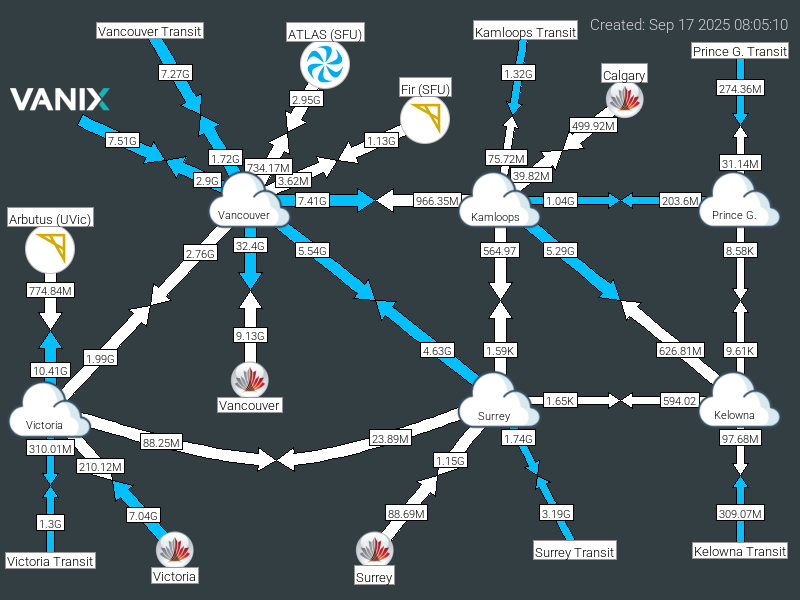 Created: Sep 17 2025 08:05:10
Vancouver Transit
ATLAS (SFU)
Kamloops Transit
Prince G. Transit
7.27G
1.32G
Calgary
274.36M
VANIX
2.95G
Fir (SFU)
499.92M
7.51G
1.13G
1.72G
75.72M
31.14M
734.17M
2.9G
3.62M
39.82M
7.41G
966.35M
1.04G
203.6M
Vancouver
Kamloops
Prince G.
Arbutus (UVic)
2.76G
32.4G
5.54G
564.97
5.29G
8.58K
774.84M
9.13G
1.99G
4.63G
1.59K
626.81M
9.61K
10.41G
Vancouver
1.65K
594.02
Victoria
Surrey
Kelowna
88.25M
23.89M
1.74G
97.68M
310.01M
210.12M
1.15G
1.3G
7.04G
88.69M
3.19G
309.07M
Victoria Transit
Victoria
Surrey
Surrey Transit
Kelowna Transit